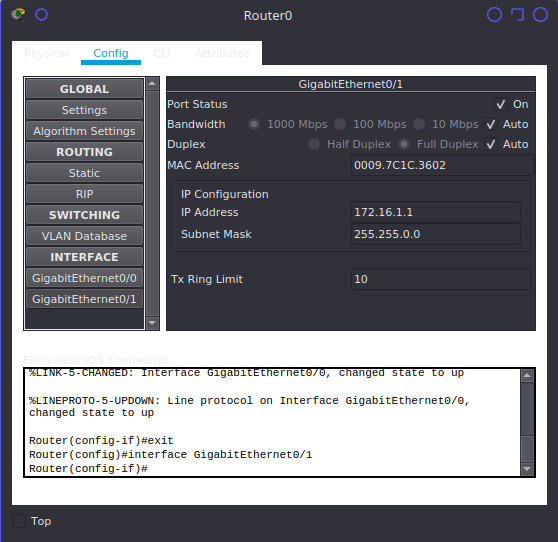 Router0
Physical Config CLI Attributes
GLOBAL
Settings
Algorithm Settings
ROUTING
Static
RIP
SWITCHING
VLAN Database
INTERFACE
GigabitEthernet0/0
GigabitEthernet0/1
GigabitEthernet0/1
Port Status On
Bandwidth 1000 Mbps 100 Mbps 10 Mbps Auto
Duplex Half Duplex Full Duplex Auto
MAC Address 0009.7C1C.3602
IP Configuration
IP Address 172.16.1.1
Subnet Mask 255.255.0.0
Tx Ring Limit 10
Equivalent IOS Commands
%LINK-5-CHANGED: Interface GigabitEthernet0/0, changed state to up
%LINEPROTO-5-UPDOWN: Line protocol on Interface GigabitEthernet0/0,
changed state to up
Router(config-if)#exit
Router(config)#interface GigabitEthernet0/1
Router(config-if)#
Top